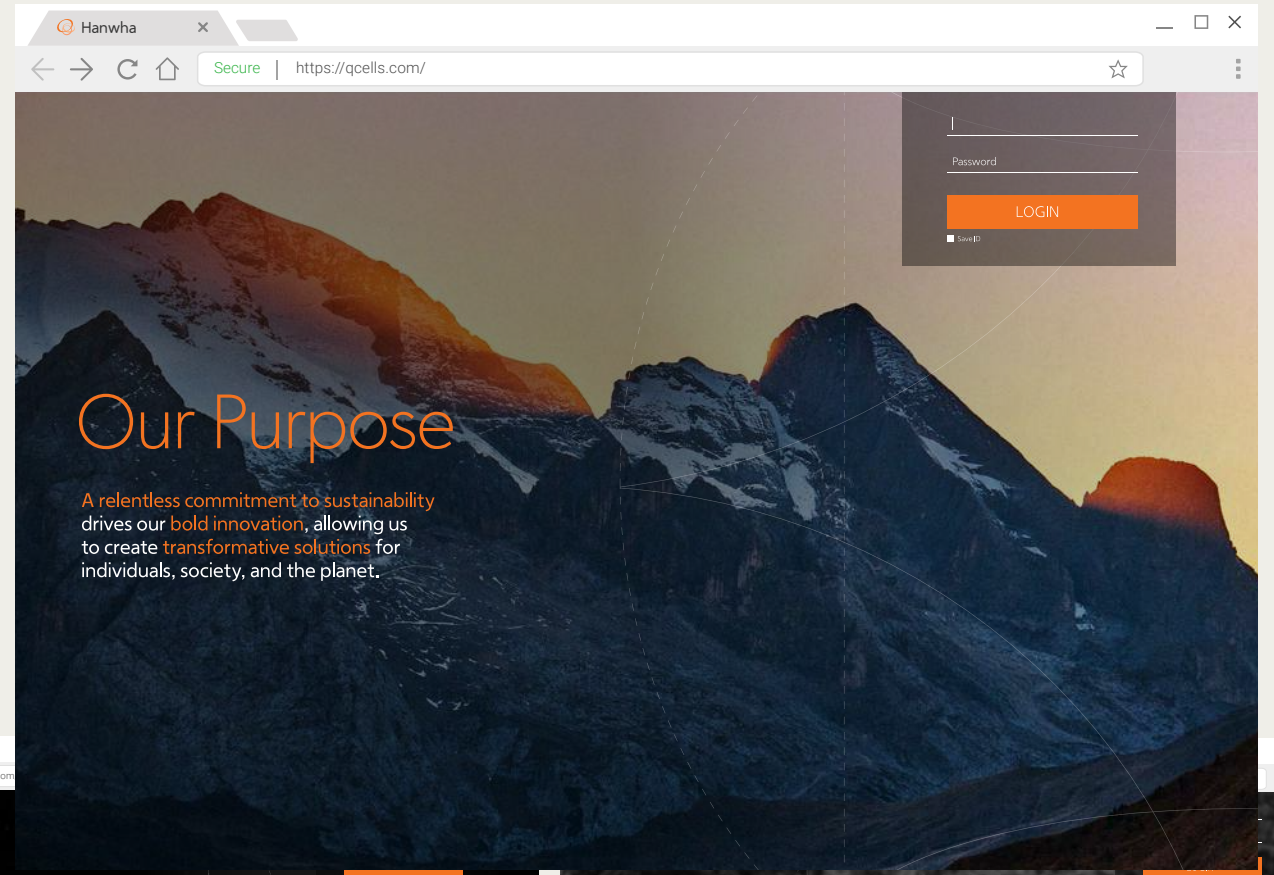 Hanwha
Secure | https://qcells.com/
Password
LOGIN
Save ID
Our Purpose
A relentless commitment to sustainability
drives our bold innovation, allowing us
to create transformative solutions for
individuals, society, and the planet.
om